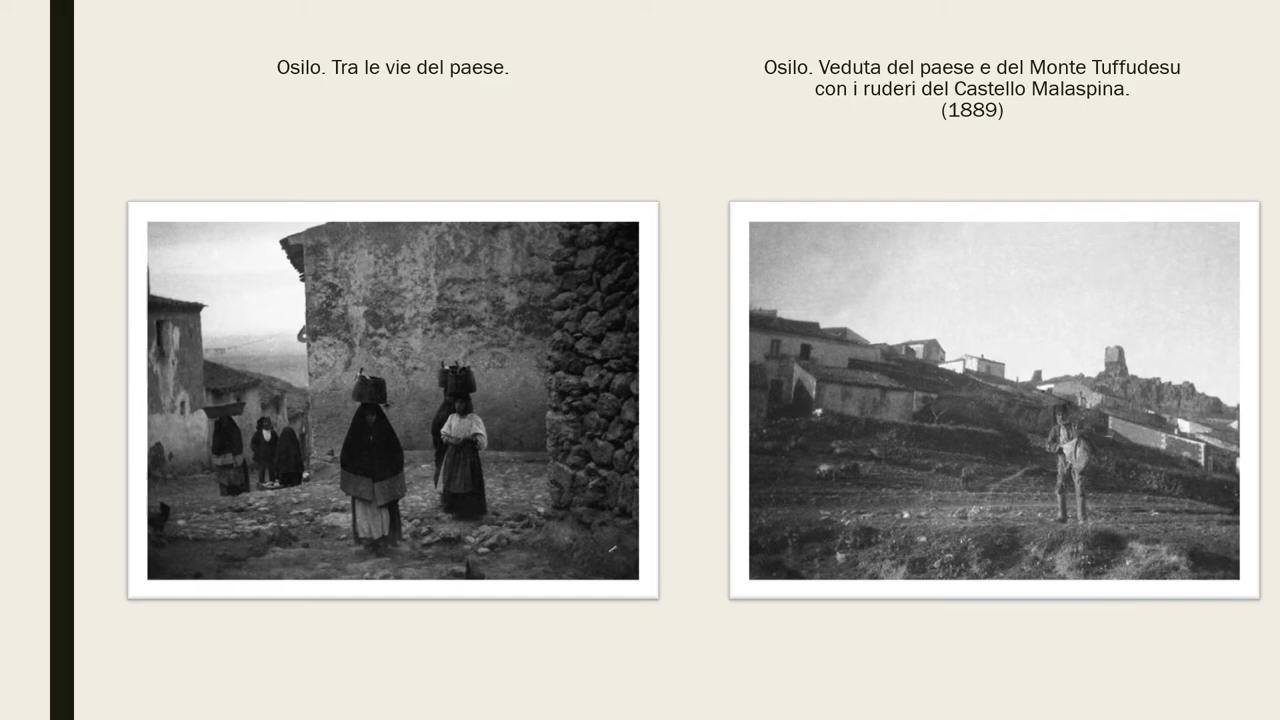 Osilo. Tra le vie del paese.
Osilo. Veduta del paese e del Monte Tuffudesu
con i ruderi del Castello Malaspina.
(1889)